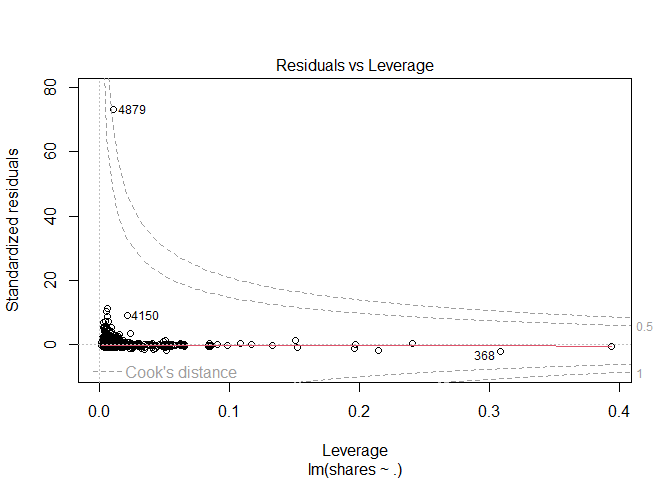 Residuals vs Leverage
Standardized residuals
80
60
40
20
0
4879
4150
368
0.5
1
Cook's distance
0.0 0.1 0.2 0.3 0.4
Leverage
lm(shares ~ .)